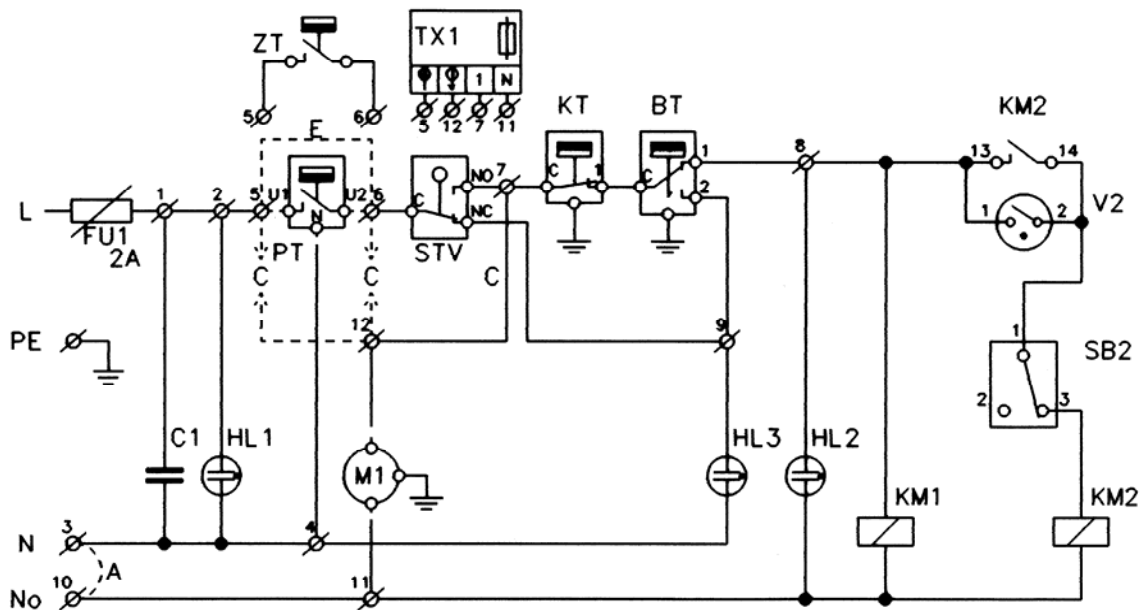 ZT
TX1
5 6
1 N
5 12 7 11
KT BT KM2
E
8
13 14
1 2 5 U1 U2 6 C NO 7 C 1 C 1
2
NC
1 2 V2
L
N
FU1
2A
PT
STV
C C C
PE
12 9
1
SB2
2 3
C1 HL1 M1 HL3 HL2
KM1 KM2
N 3 4
A
No 10 11